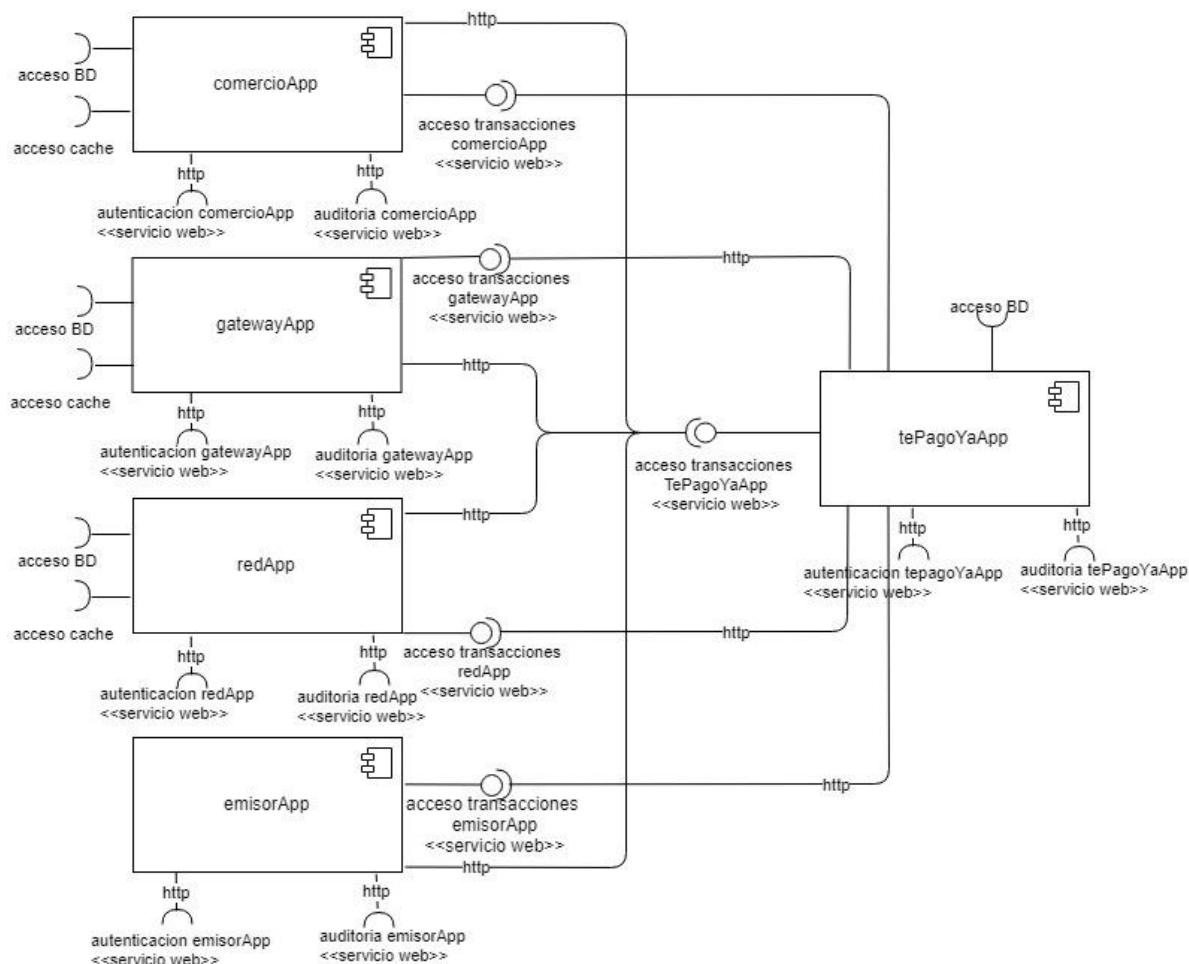 http
acceso BD
comercioApp
acceso cache
acceso transacciones
comercioApp
<<servicio web>>
http
http
autenticacion comercioApp
<<servicio web>>
auditoria comercioApp
<<servicio web>>
http
acceso transacciones
gatewayApp
<<servicio web>>
acceso BD
gatewayApp
acceso cache
http
acceso BD
http
http
autenticacion gatewayApp
<<servicio web>>
auditoria gatewayApp
<<servicio web>>
tePagoYaApp
acceso transacciones
TePagoYaApp
<<servicio web>>
http
acceso BD
redApp
acceso cache
http
http
autenticacion tepagoYaApp
<<servicio web>>
auditoria tePagoYaApp
<<servicio web>>
http
acceso transacciones
redApp
<<servicio web>>
http
http
autenticacion redApp
<<servicio web>>
auditoria redApp
<<servicio web>>
emisorApp
http
acceso transacciones
emisorApp
<<servicio web>>
http
http
http
autenticacion emisorApp
<<servicio web>>
auditoria emisorApp
<<servicio web>>